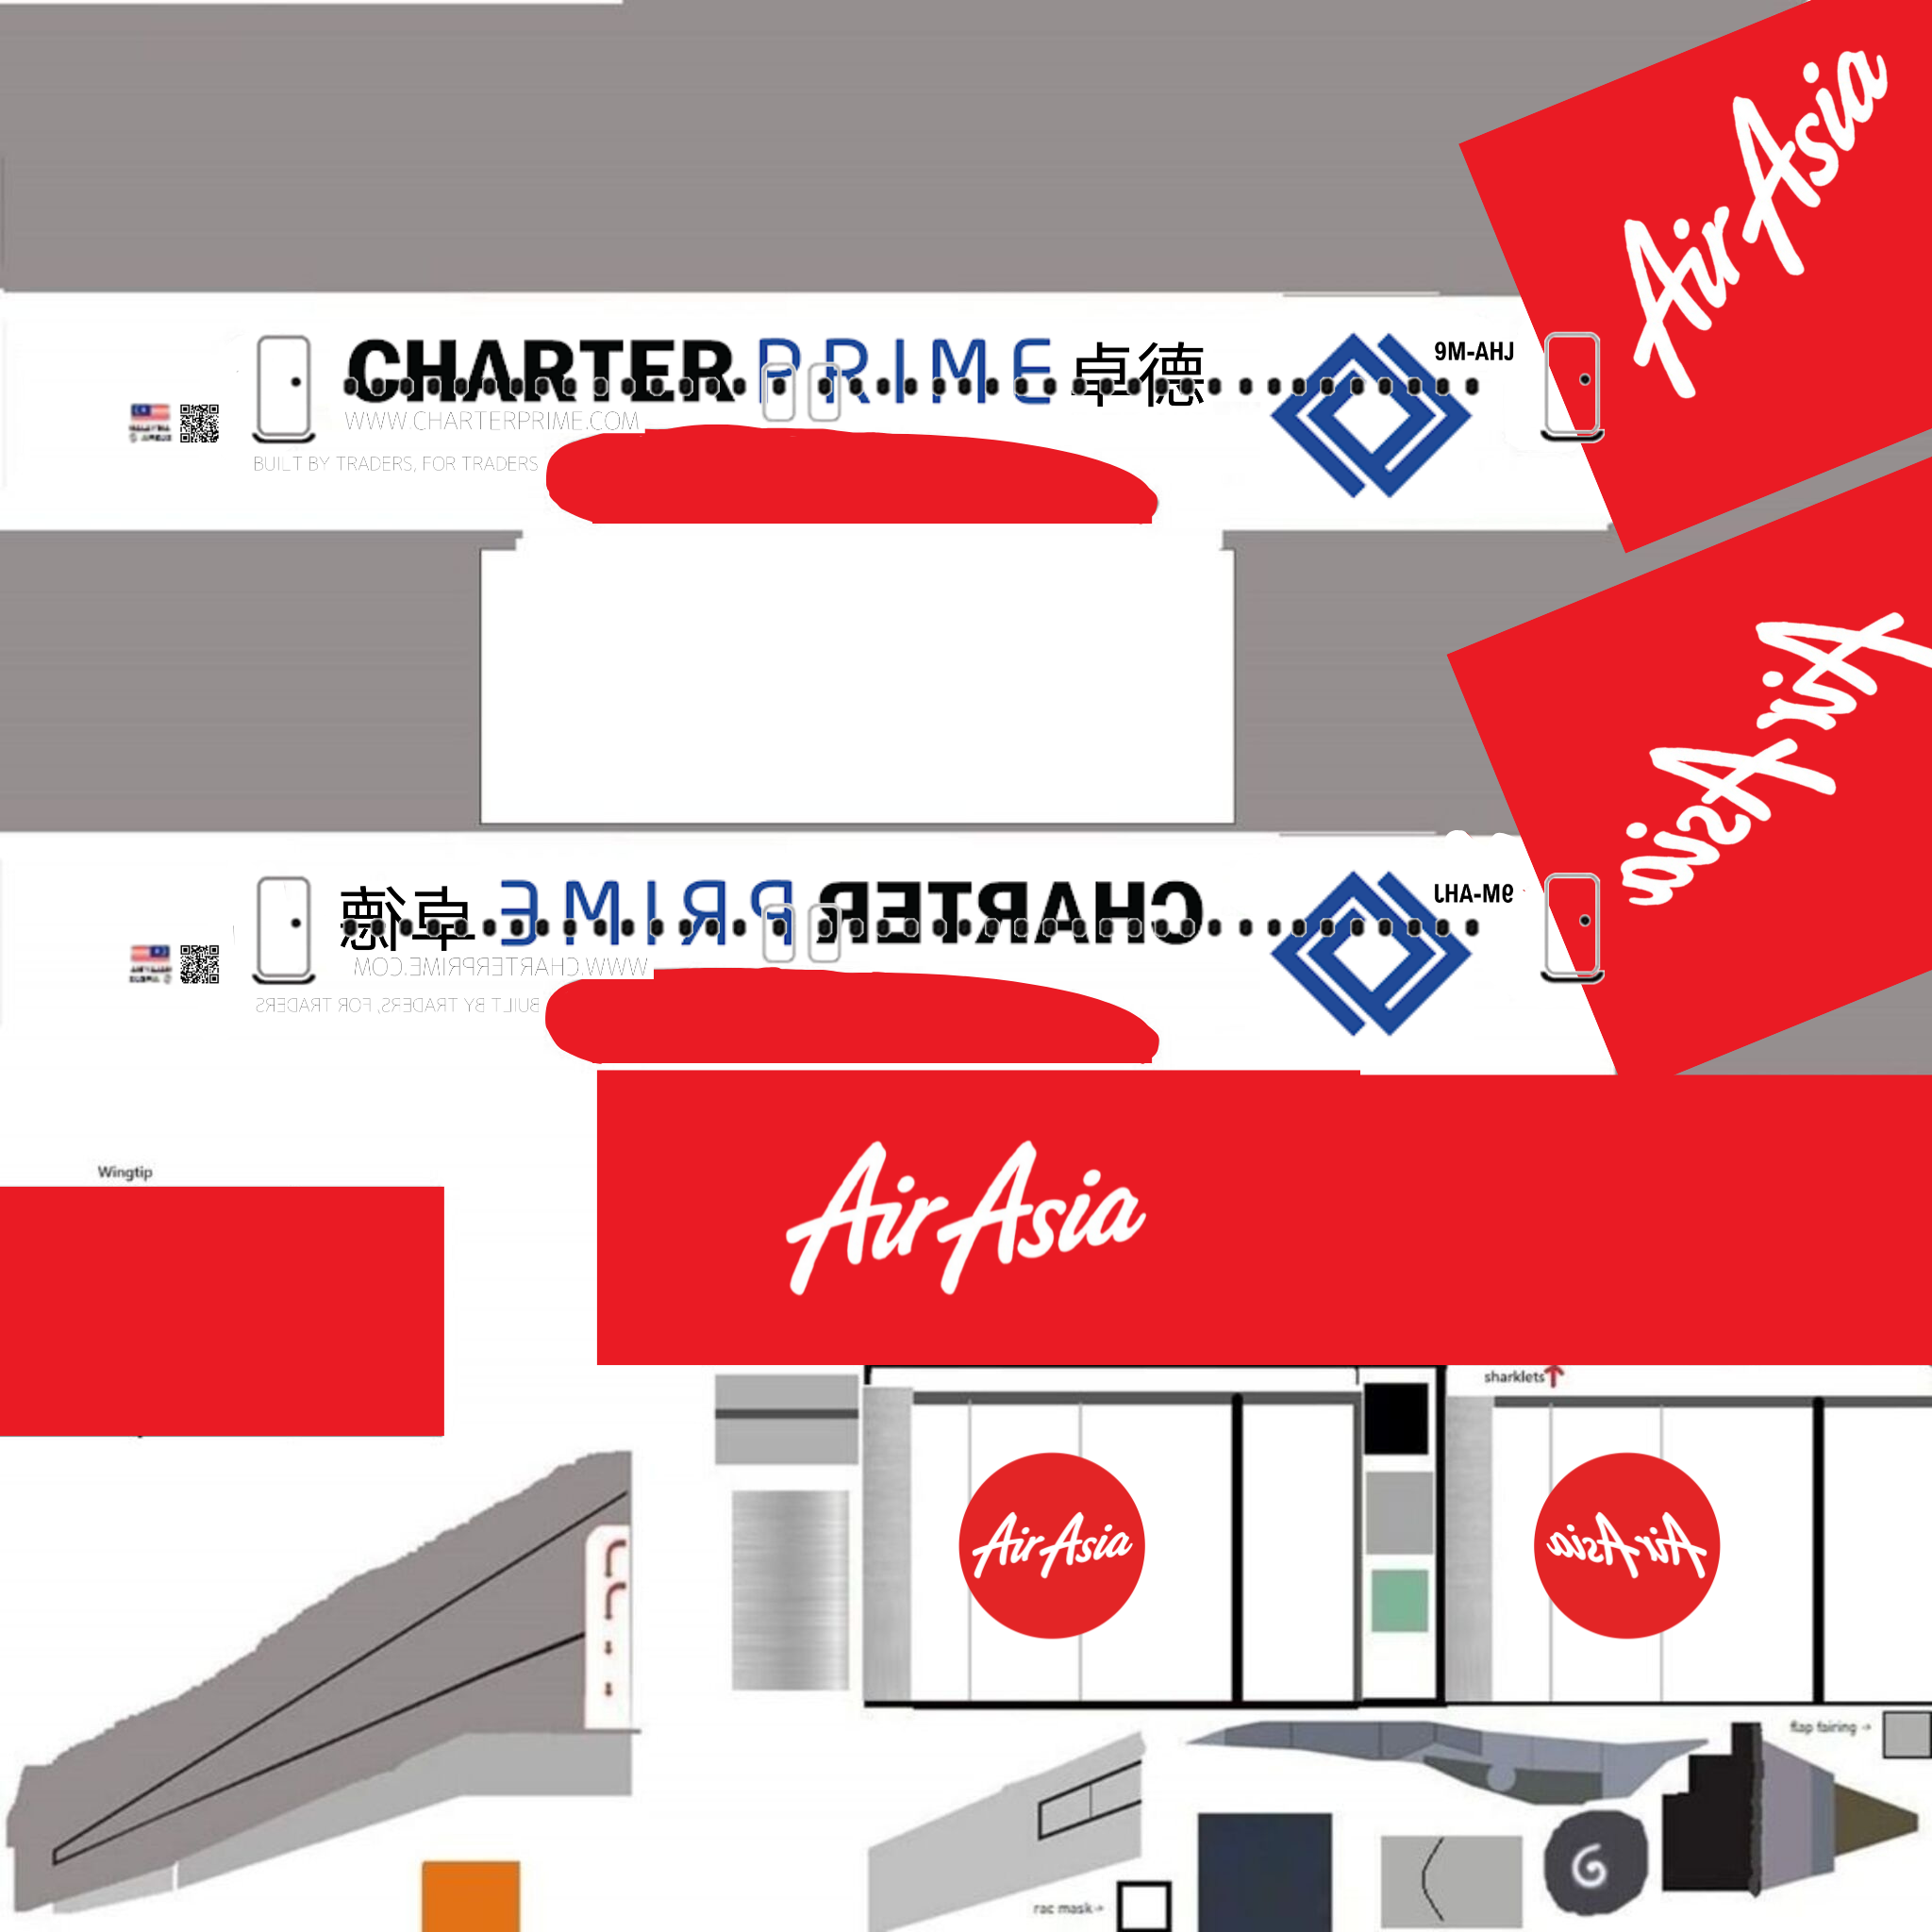 AirAsia
9M-AHJ
CHARTER PRIME 卓德
WWW.CHARTERPRIME.COM
BUILT BY TRADERS, FOR TRADERS
AirAsia
9M-AHJ
CHARTER PRIME 卓德
WWW.CHARTERPRIME.COM
BUILT BY TRADERS, FOR TRADERS
Wingtip
AirAsia
sharklets
AirAsia
AirAsia
flap fairing
rac mask